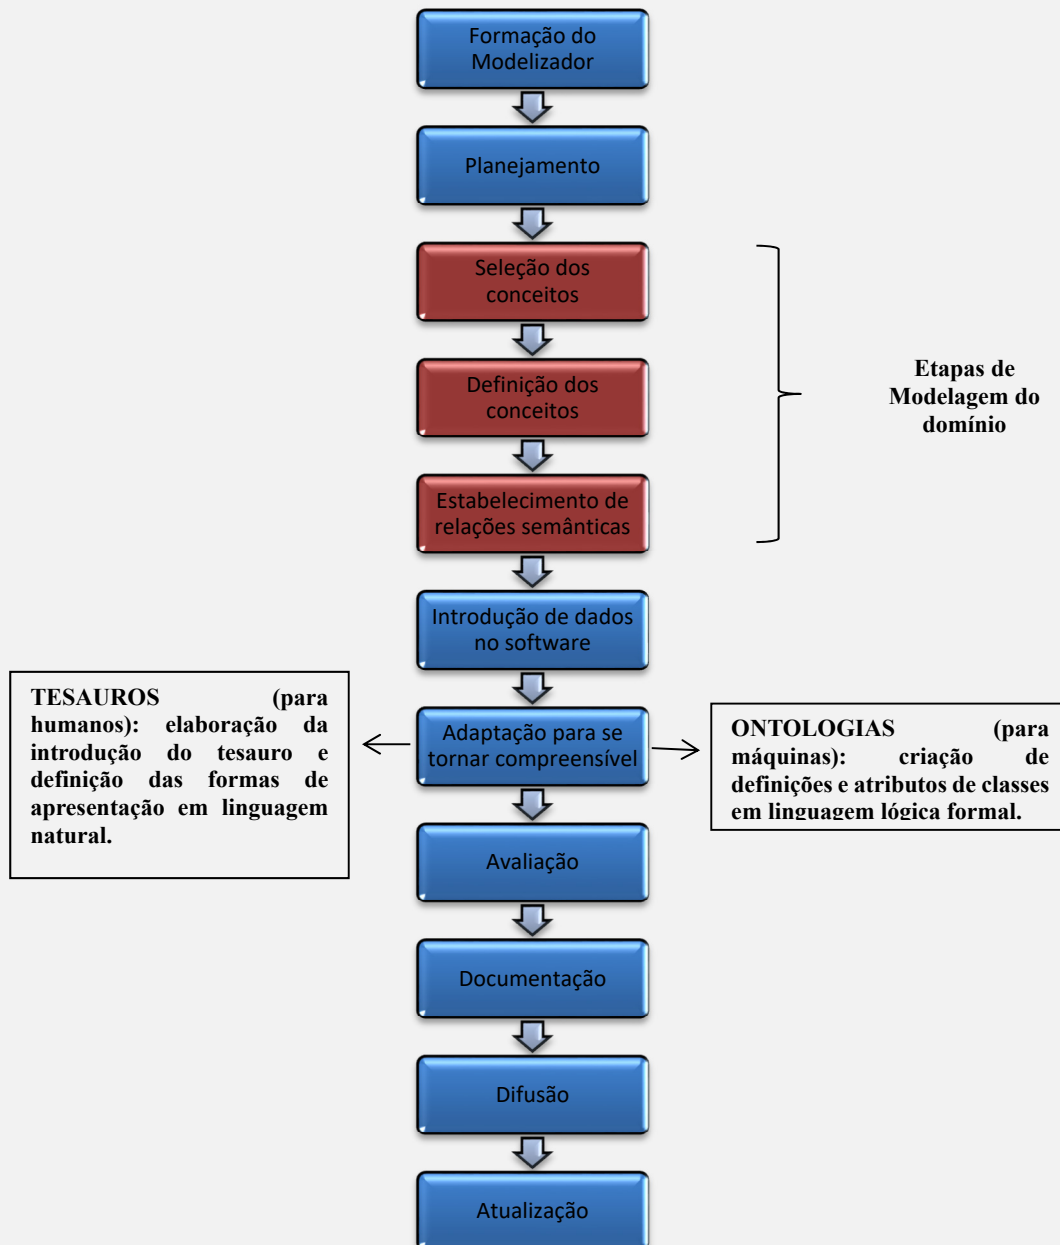 Formação do
Modelizador
Planejamento
Seleção dos
conceitos
Definição dos
conceitos
Estabelecimento de
relações semânticas
Etapas de
Modelagem do
domínio
Introdução de dados
no software
TESAUROS (para
humanos): elaboração da
introdução do tesauro e
definição das formas de
apresentação em linguagem
natural.
Adaptação para se
tornar compreensível
ONTOLOGIAS (para
máquinas): criação de
definições e atributos de classes
em linguagem lógica formal.
Avaliação
Documentação
Difusão
Atualização